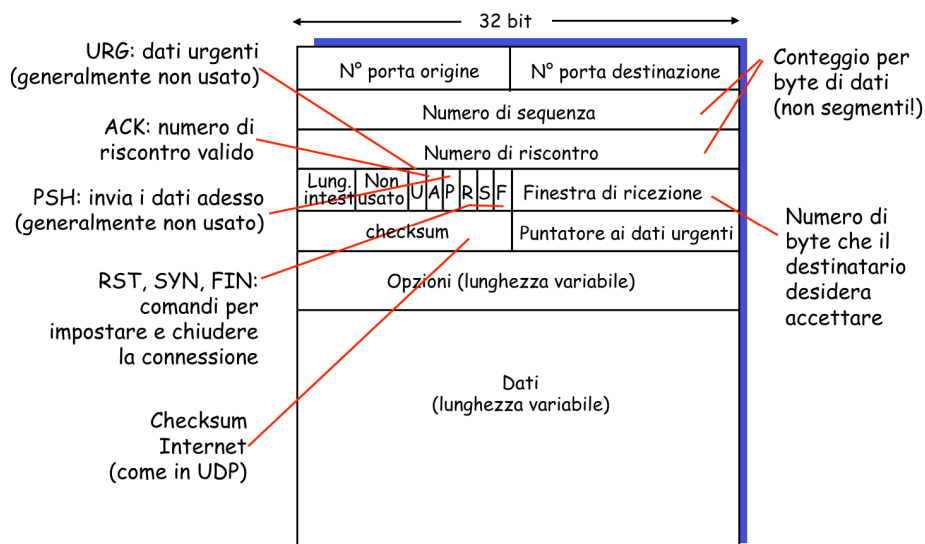 32 bit
URG: dati urgenti
(generalmente non usato)
ACK: numero di
riscontro valido
PSH: invia i dati adesso
(generalmente non usato)
RST, SYN, FIN:
comandi per
impostare e chiudere
la connessione
Checksum
Internet
(come in UDP)
N° porta origine
N° porta destinazione
Numero di sequenza
Numero di riscontro
Lung.
intest
Non
usato
U A P R S F
Finestra di ricezione
checksum
Puntatore ai dati urgenti
Opzioni (lunghezza variabile)
Dati
(lunghezza variabile)
Conteggio per
byte di dati
(non segmenti!)
Numero di
byte che il
destinatario
desidera
accettare